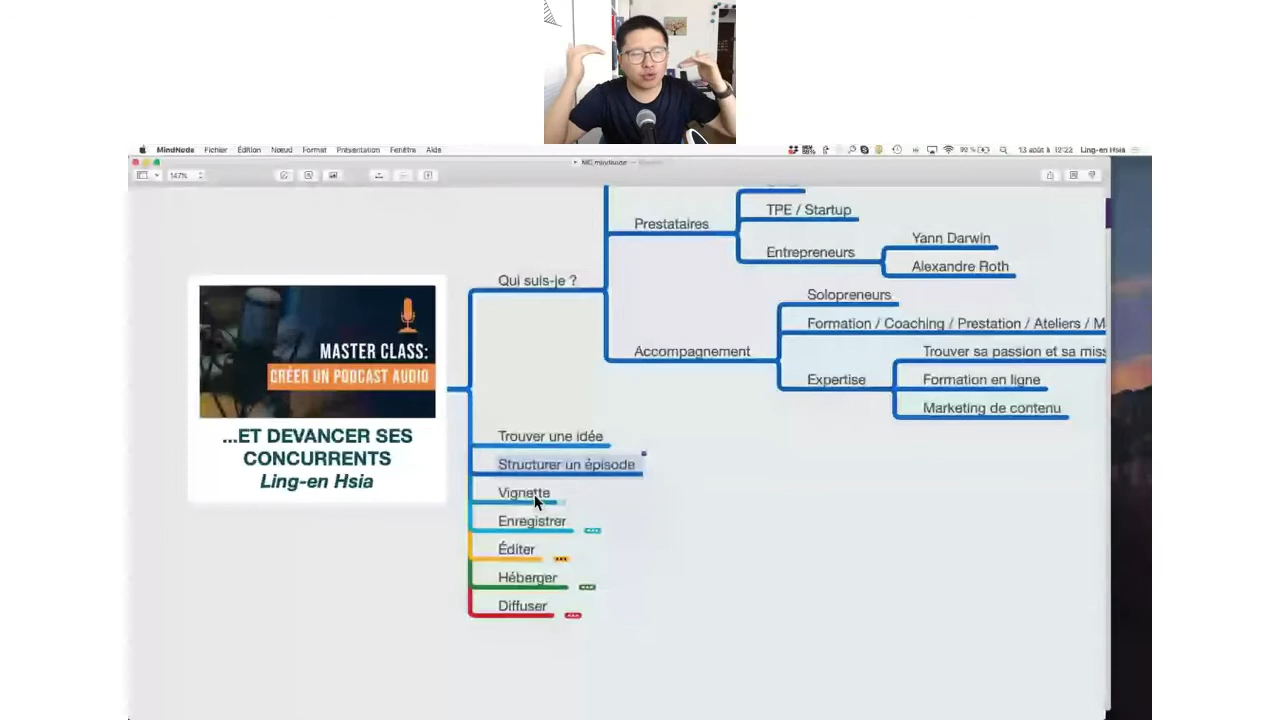 MindNode Fichier Édition Nœud Format Présentation Fenêtre Aide
92 % 13 août à 12:22 Ling-en Hsia
147%
Prestataires
TPE / Startup
Entrepreneurs
Yann Darwin
Alexandre Roth
Qui suis-je ?
Solopreneurs
Formation / Coaching / Prestation / Ateliers / M
Accompagnement
Trouver sa passion et sa miss
Expertise
Formation en ligne
Marketing de contenu
MASTER CLASS:
CRÉER UN PODCAST AUDIO
...ET DEVANCER SES
CONCURRENTS
Ling-en Hsia
Trouver une idée
Structurer un épisode
Vignette
Enregistrer
Éditer
Héberger
Diffuser